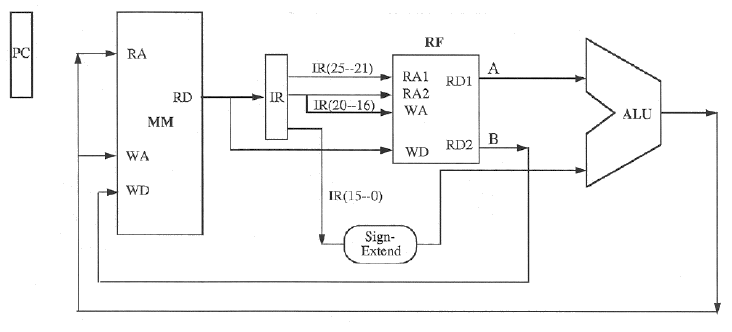 PC
RA
RD
MM
WA
WD
IR
IR(25--21)
IR(20--16)
IR(15--0)
RF
RA1
RA2
WA
WD
RD1
RD2
A
B
ALU
Sign-
Extend